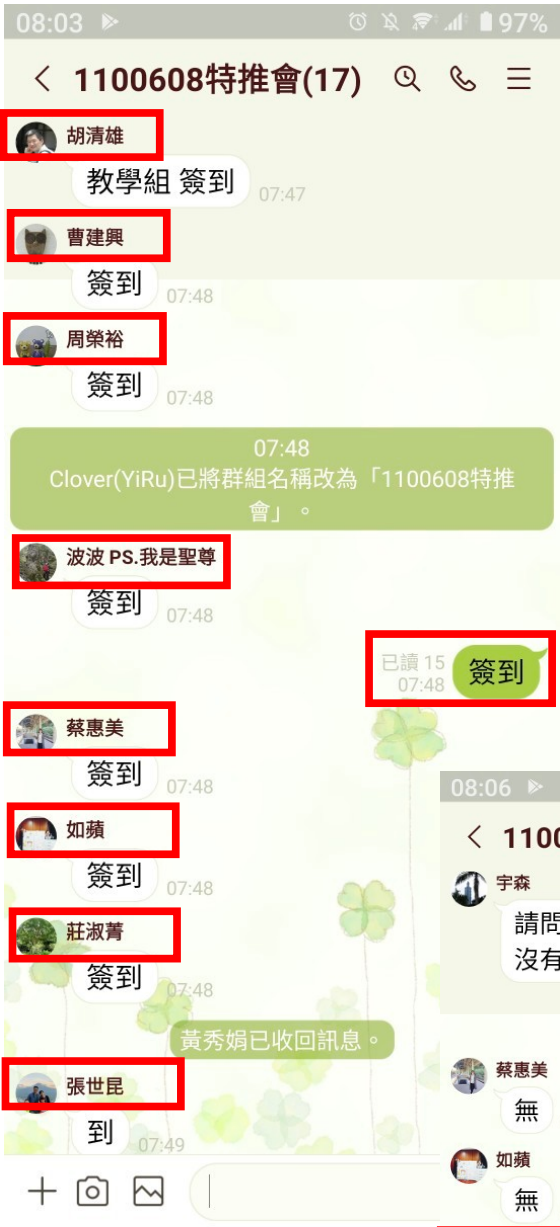 08:03
97%
1100608特推會(17)
胡清雄
教學組 簽到
07:47
曹建興
簽到
07:48
周榮裕
簽到
07:48
07:48
Clover(YiRu)已將群組名稱改為「1100608特推
會」。
波波 PS.我是聖尊
簽到
07:48
已讀 15
07:48
簽到
蔡惠美
簽到
07:48
如蘋
簽到
07:48
莊淑菁
簽到
07:48
黃秀娟已收回訊息。
張世昆
到
07:49
08:06
1100
宇森
請問
沒有
蔡惠美
無
如蘋
無